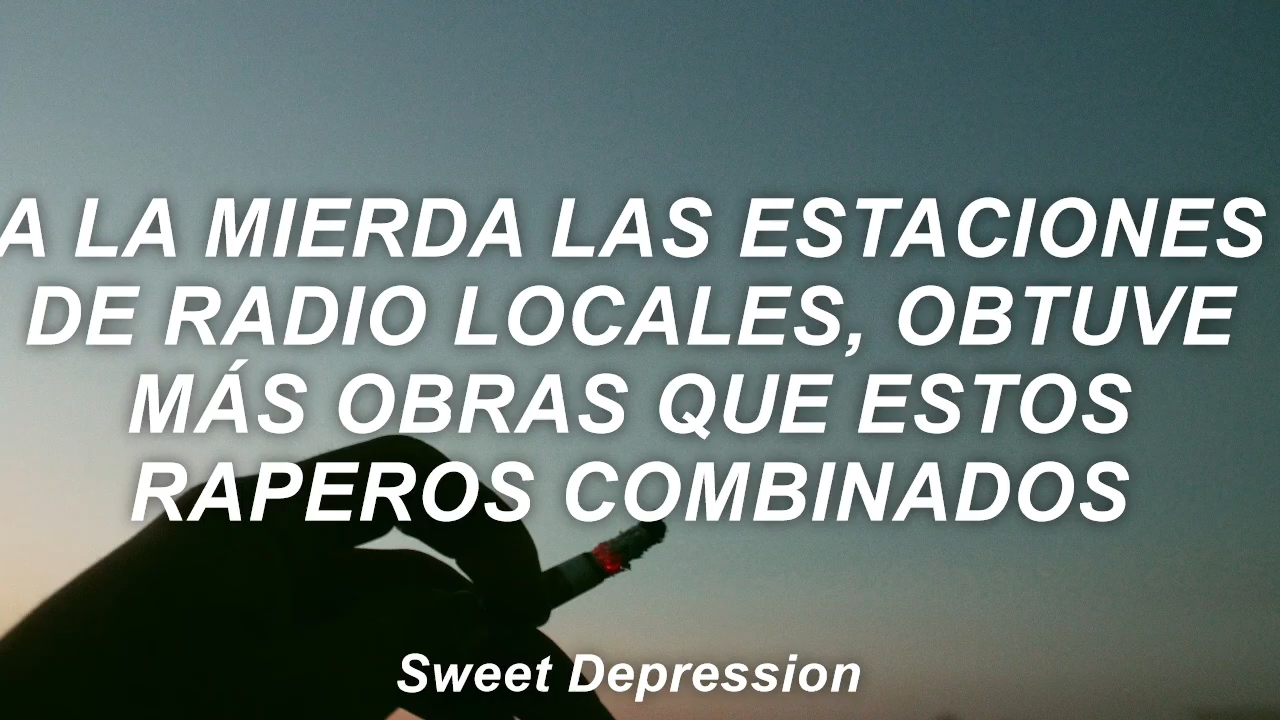 A LA MIERDA LAS ESTACIONES
DE RADIO LOCALES, OBTUVE
MÁS OBRAS QUE ESTOS
RAPEROS COMBINADOS
Sweet Depression